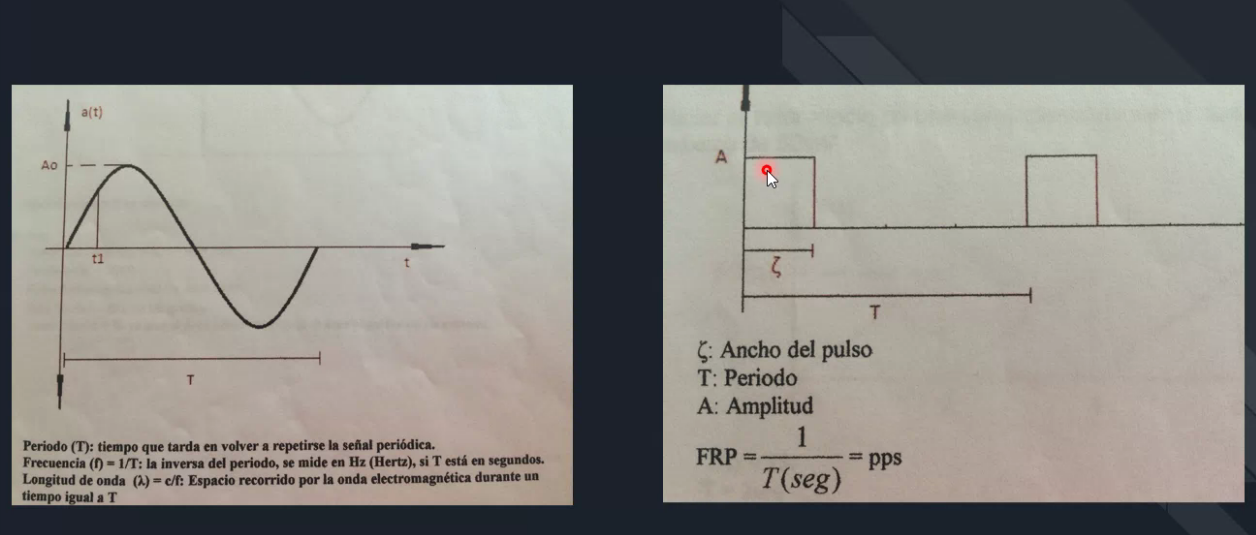 a(t)
Ao
t1
t
T
Periodo (T): tiempo que tarda en volver a repetirse la señal periódica.
Frecuencia (f) = 1/T: la inversa del periodo, se mide en Hz (Hertz), si T está en segundos.
Longitud de onda (λ) = c/f: Espacio recorrido por la onda electromagnética durante un
tiempo igual a T
A
ζ
T
ζ: Ancho del pulso
T: Periodo
A: Amplitud
FRP = 1 / T(seg) = pps